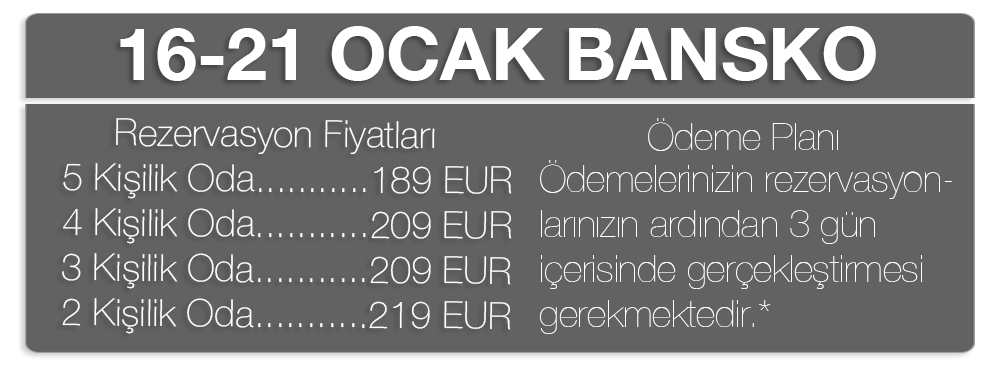 16-21 OCAK BANSKO
Rezervasyon Fiyatları
5 Kişilik Oda...........189 EUR
4 Kişilik Oda...........209 EUR
3 Kişilik Oda...........209 EUR
2 Kişilik Oda...........219 EUR
Ödeme Planı
Ödemelerinizin rezervasyon-
larınızın ardından 3 gün
içerisinde gerçekleştirmesi
gerekmektedir.*